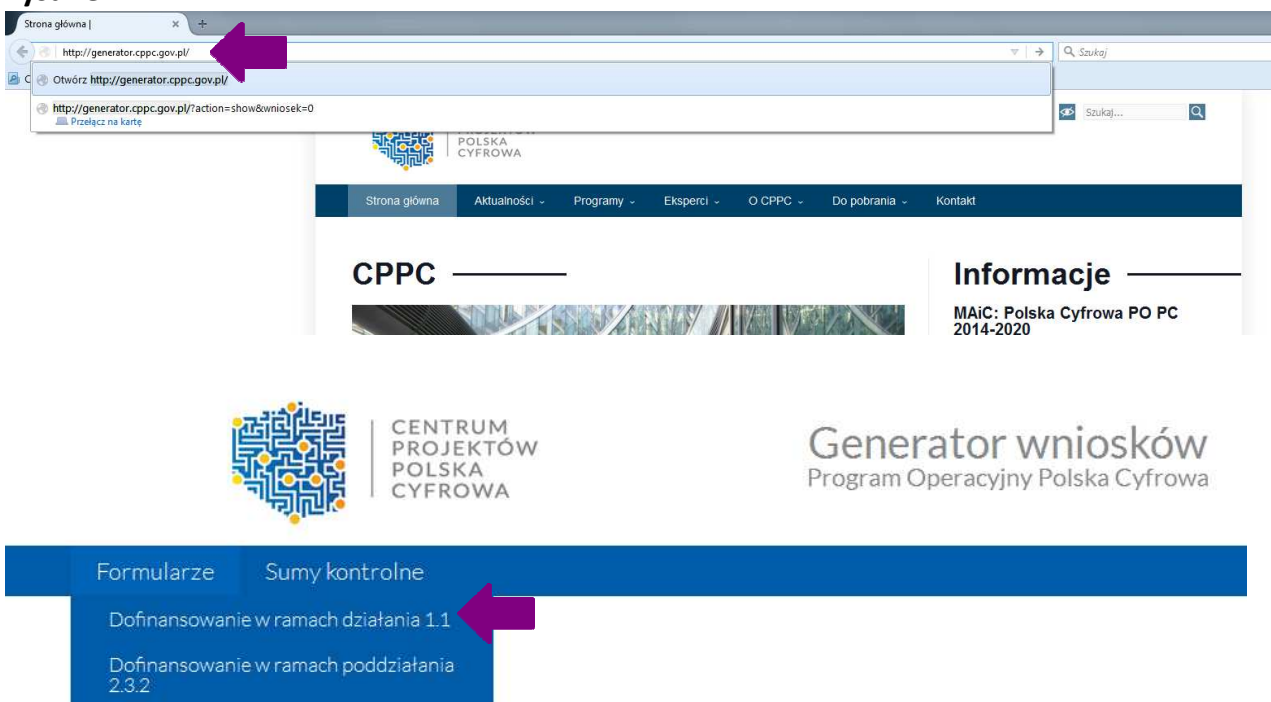 Strona główna |
http://generator.cppc.gov.pl/
Szukaj
Otwórz http://generator.cppc.gov.pl/
http://generator.cppc.gov.pl/?action=show&wniosek=0
Przełącz na kartę
Szukaj...
POLSKA
CYFROWA
Strona główna Aktualności Programy Eksperci O CPPC Do pobrania Kontakt
CPPC
Informacje
MAiC: Polska Cyfrowa PO PC
2014-2020
CENTRUM
PROJEKTÓW
POLSKA
CYFROWA
Generator wniosków
Program Operacyjny Polska Cyfrowa
Formularze Sumy kontrolne
Dofinansowanie w ramach działania 1.1
Dofinansowanie w ramach poddziałania
2.3.2